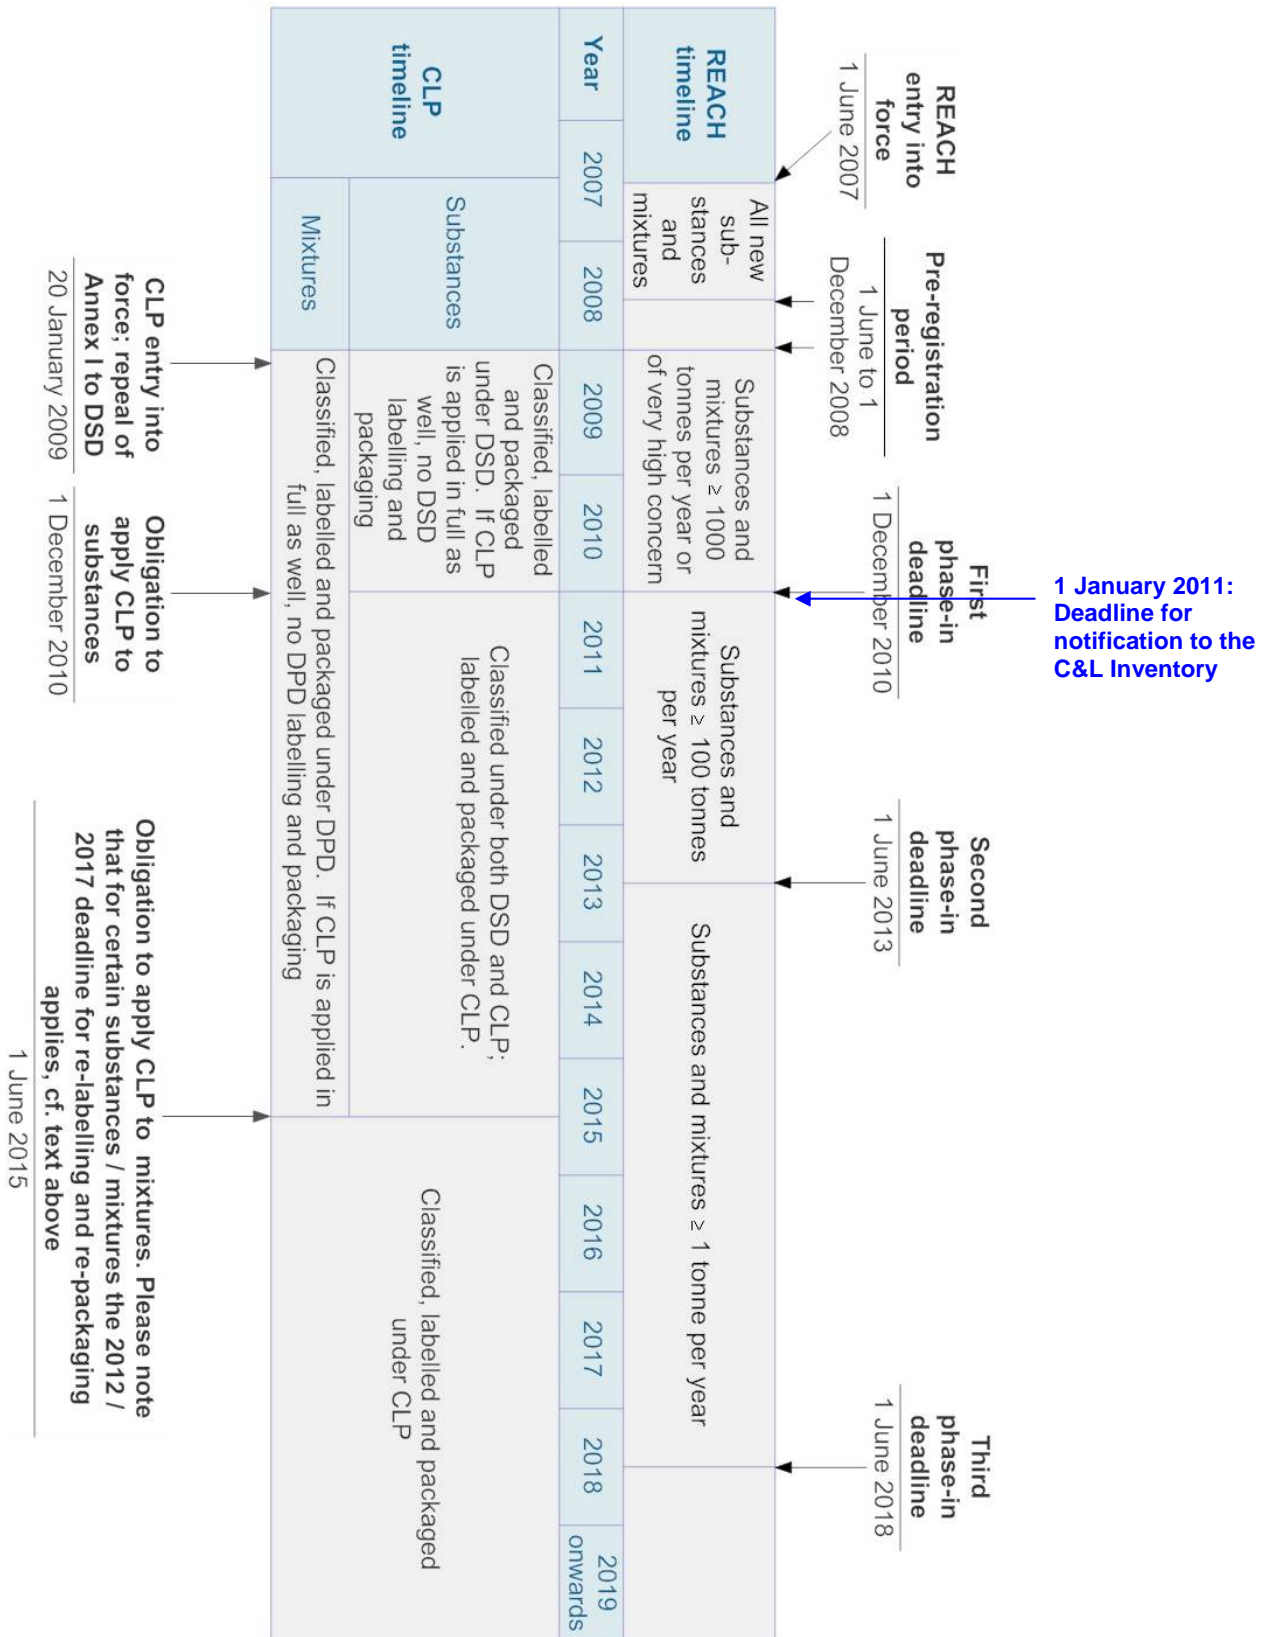 REACH
entry into
force
1 June 2007
Pre-registration
period
1 June to 1
December 2008
First
phase-in
deadline
1 December 2010
1 January 2011:
Deadline for
notification to the
C&L Inventory
Second
phase-in
deadline
1 June 2013
Third
phase-in
deadline
1 June 2018
REACH
timeline
All new
sub-
stances
and
mixtures
Substances and
mixtures ≥ 1000
tonnes per year or
of very high concern
Substances and
mixtures ≥ 100 tonnes
per year
Substances and mixtures ≥ 1 tonne per year
Year
2007
2008
2009
2010
2011
2012
2013
2014
2015
2016
2017
2018
2019
onwards
CLP
timeline
Substances
Classified, labelled
and packaged
under DSD. If CLP
is applied in full as
well, no DSD
labelling and
packaging
Classified under both DSD and CLP;
labelled and packaged under CLP.
Classified, labelled and packaged
under CLP
Mixtures
Classified, labelled and packaged under DPD. If CLP is applied in
full as well, no DPD labelling and packaging
CLP entry into
force; repeal of
Annex I to DSD
20 January 2009
Obligation to
apply CLP to
substances
1 December 2010
Obligation to apply CLP to mixtures. Please note
that for certain substances / mixtures the 2012 /
2017 deadline for re-labelling and re-packaging
applies, cf. text above
1 June 2015